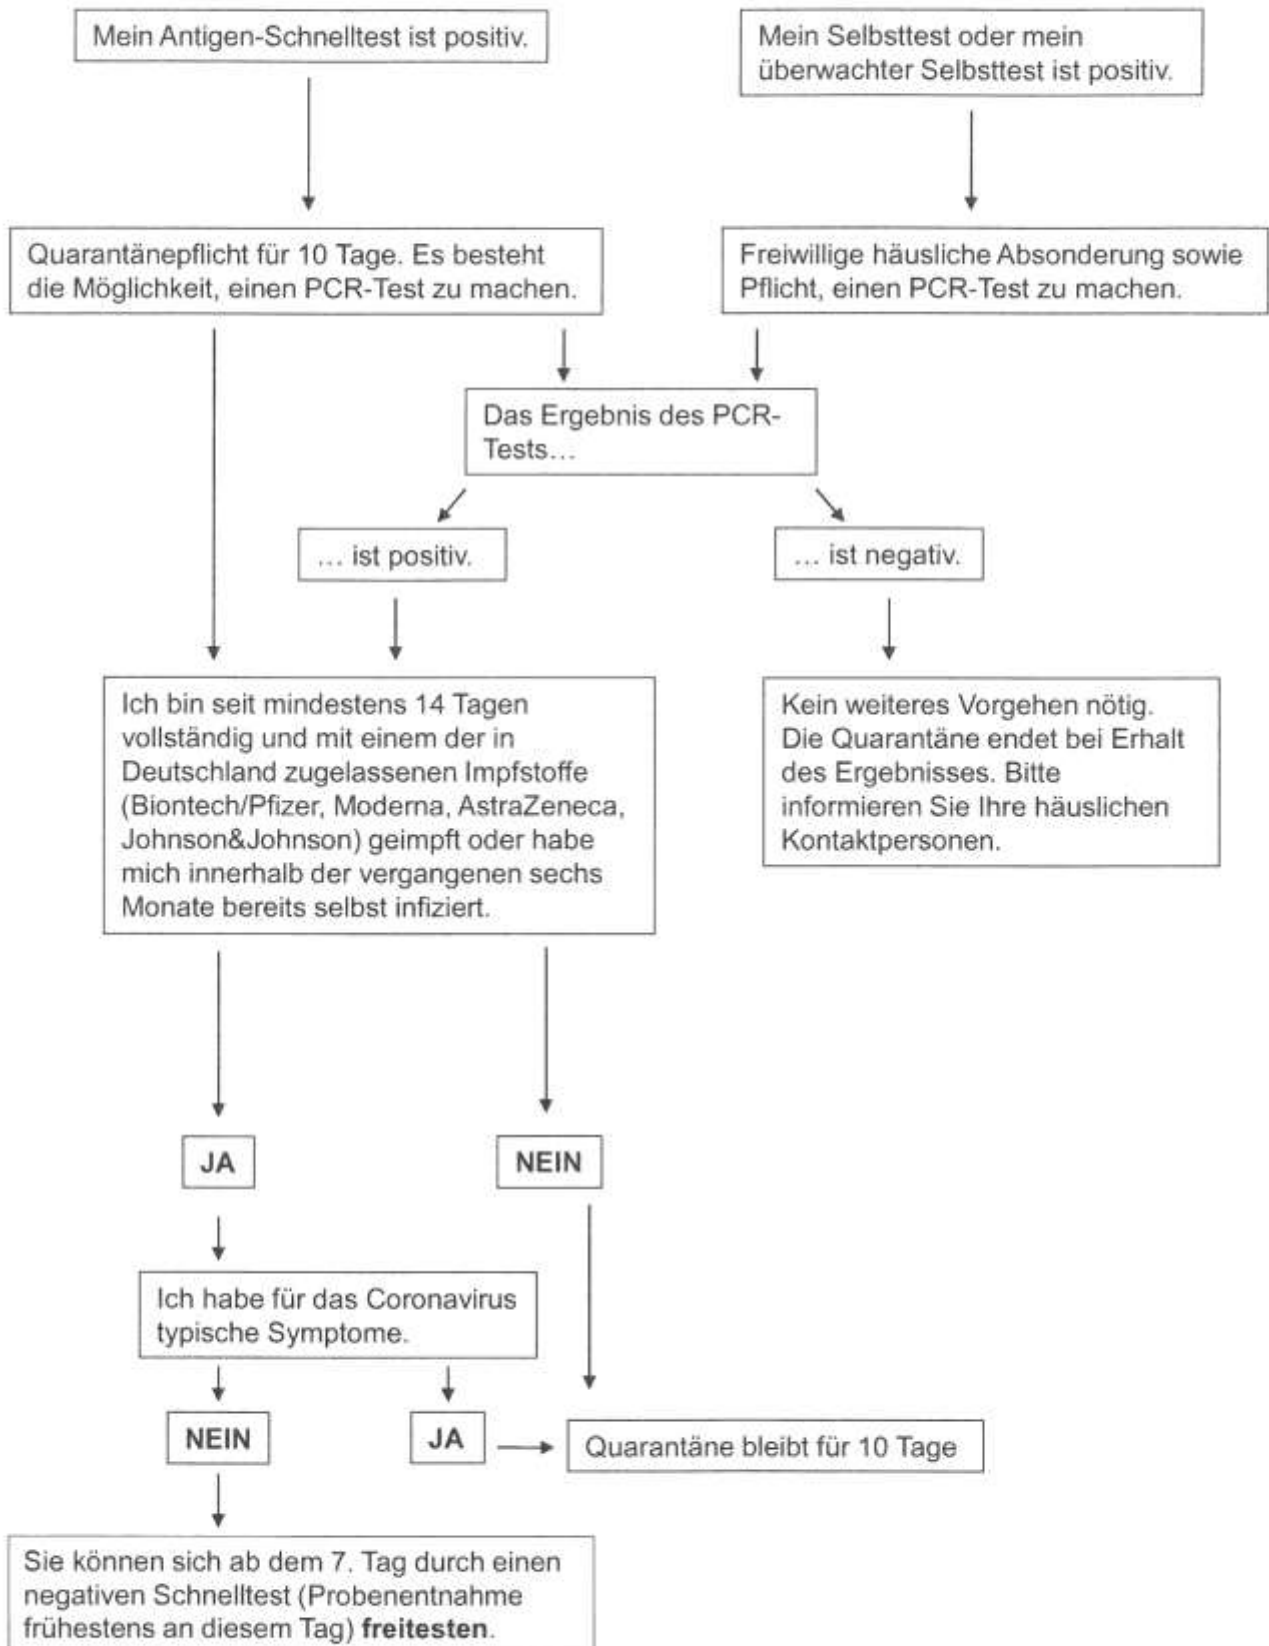 Mein Antigen-Schnelltest ist positiv.
Mein Selbsttest oder mein
überwachter Selbsttest ist positiv.
Quarantänepflicht für 10 Tage. Es besteht
die Möglichkeit, einen PCR-Test zu machen.
Freiwillige häusliche Absonderung sowie
Pflicht, einen PCR-Test zu machen.
Das Ergebnis des PCR-
Tests…
… ist positiv.
… ist negativ.
Ich bin seit mindestens 14 Tagen
vollständig und mit einem der in
Deutschland zugelassenen Impfstoffe
(Biontech/Pfizer, Moderna, AstraZeneca,
Johnson&Johnson) geimpft oder habe
mich innerhalb der vergangenen sechs
Monate bereits selbst infiziert.
Kein weiteres Vorgehen nötig.
Die Quarantäne endet bei Erhalt
des Ergebnisses. Bitte
informieren Sie Ihre häuslichen
Kontaktpersonen.
JA
NEIN
Ich habe für das Coronavirus
typische Symptome.
NEIN
JA
Quarantäne bleibt für 10 Tage
Sie können sich ab dem 7. Tag durch einen
negativen Schnelltest (Probenentnahme
frühestens an diesem Tag) freitesten.